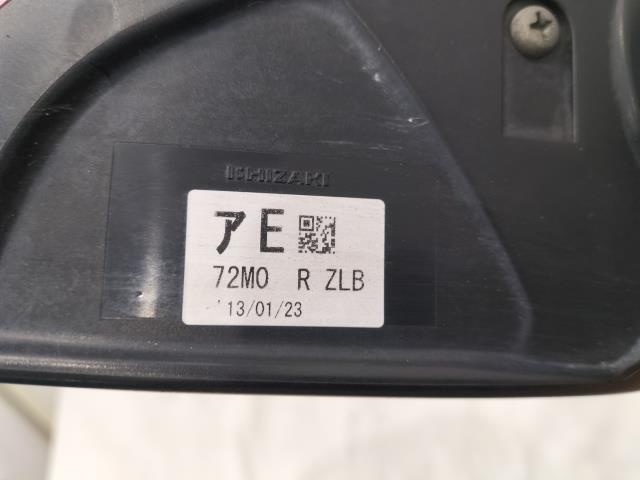 ISHIZAKI
アE
72M0 R ZLB
'13/01/23